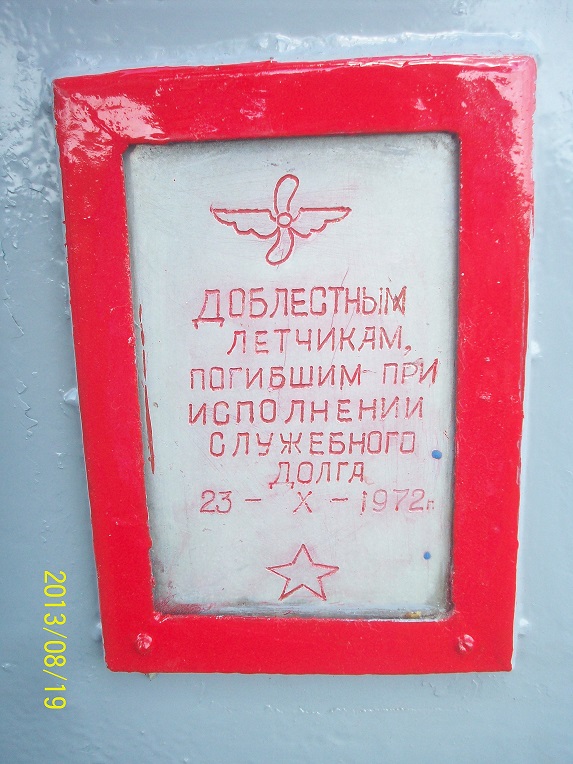 ДОБЛЕСТНЫМ
ЛЕТЧИКАМ,
ПОГИБШИМ ПРИ
ИСПОЛНЕНИИ
СЛУЖЕБНОГО
ДОЛГА
23 - X - 1972г.
2013/08/19